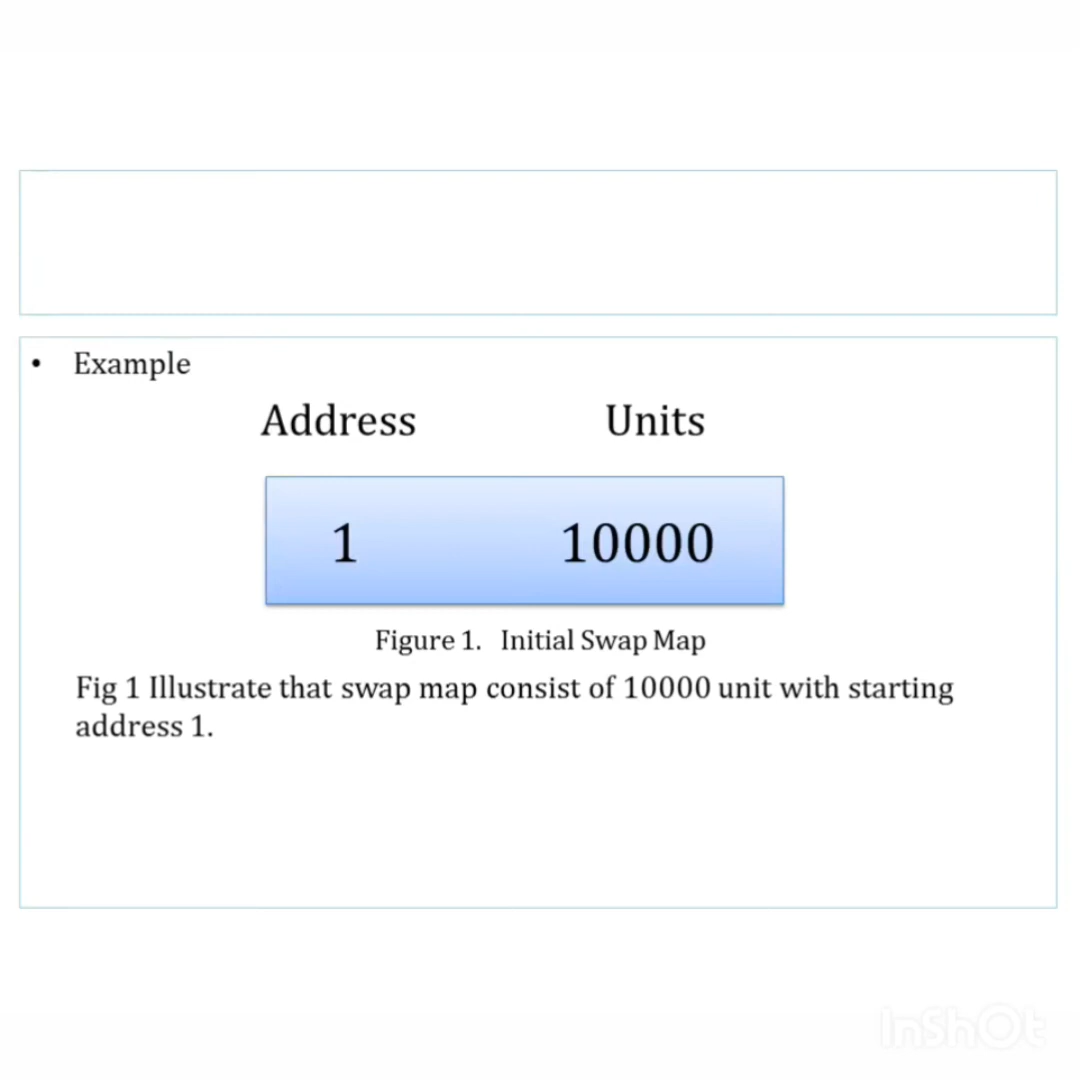 • Example
Address Units
1 10000
Figure 1. Initial Swap Map
Fig 1 Illustrate that swap map consist of 10000 unit with starting
address 1.
InShOt